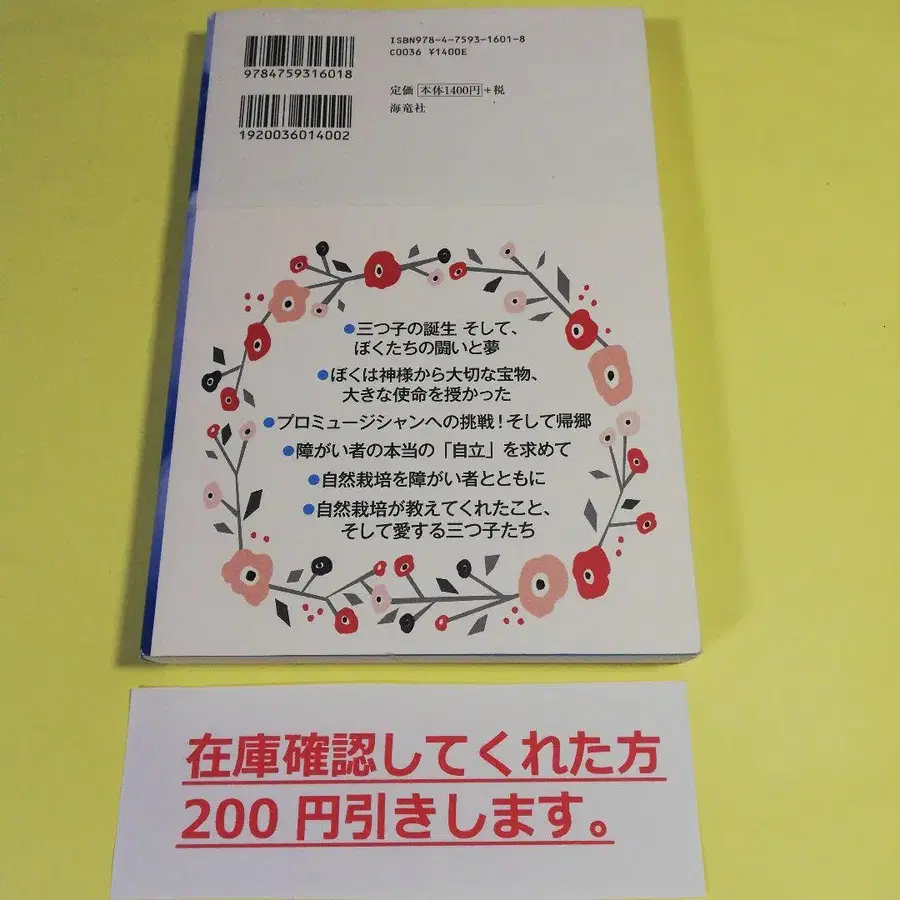 ISBN978-4-7593-1601-8
C0036 ¥1400E
9784759316018
定価 本体1400円+税
海竜社
1920036014002
●三つ子の誕生 そして、
ぼくたちの闘いと夢
●ぼくは神様から大切な宝物、
大きな使命を授かった
●プロミュージシャンへの挑戦!そして帰郷
●障がい者の本当の「自立」を求めて
●自然栽培を障がい者とともに
●自然栽培が教えてくれたこと、
そして愛する三つ子たち
在庫確認してくれた方
200 円引きします。